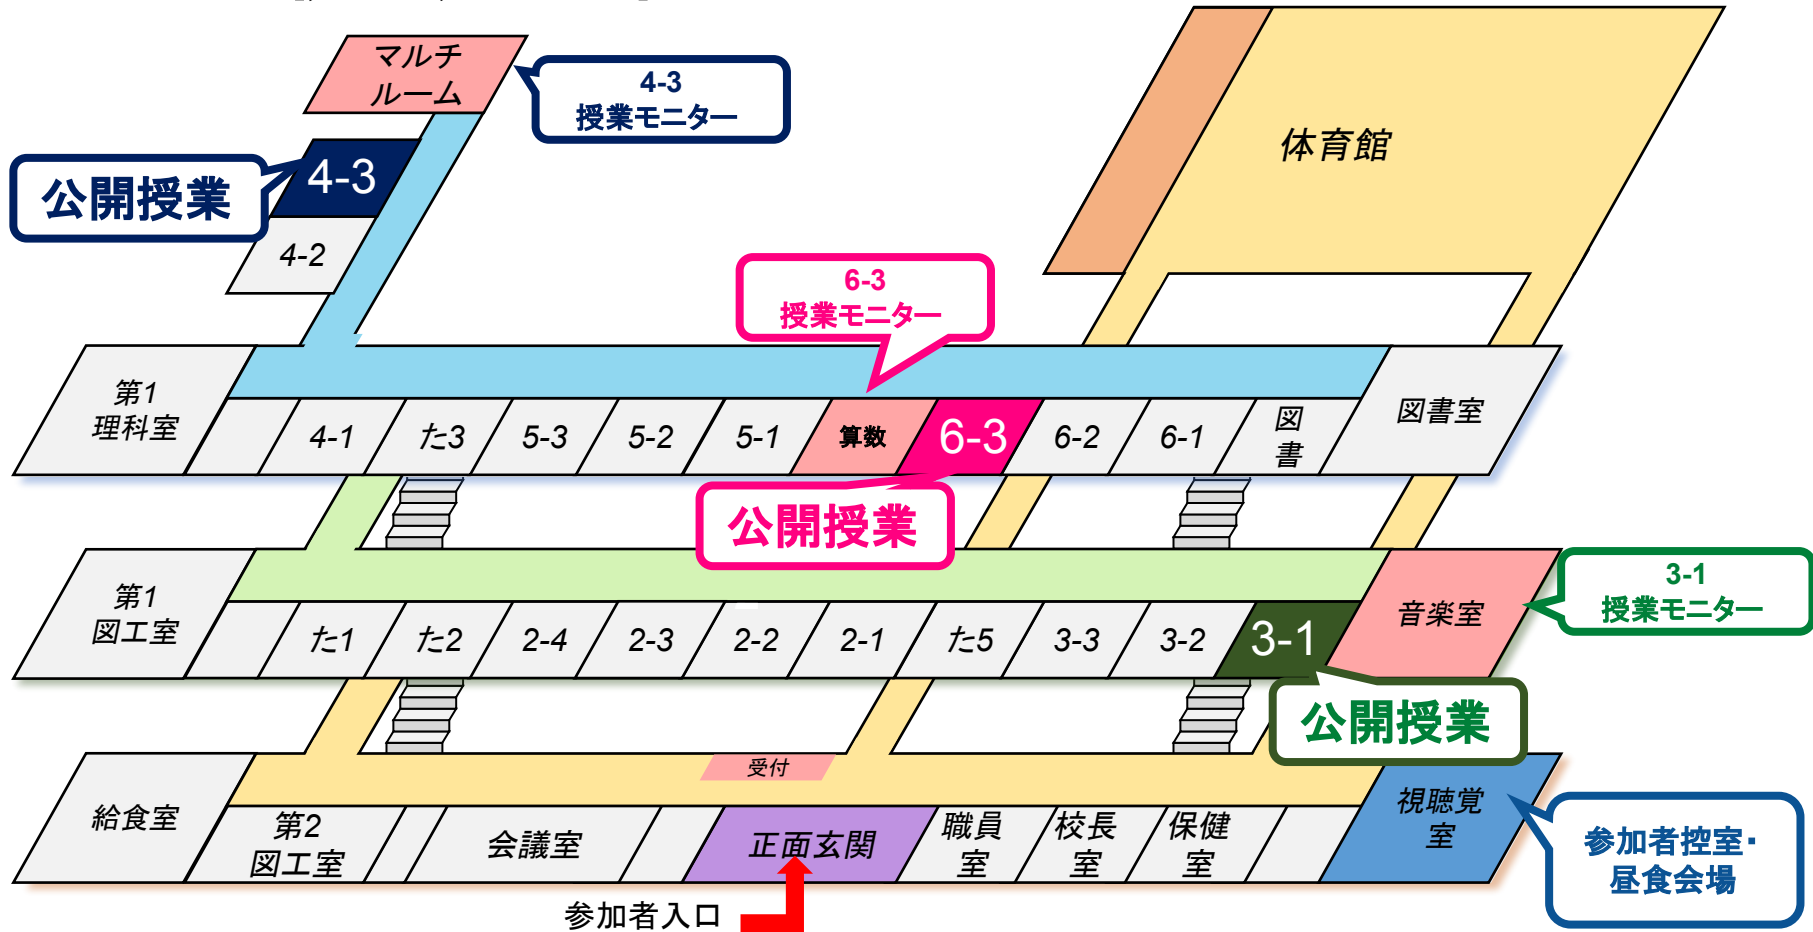 マルチ
ルーム
4-3
授業モニター
体育館
公開授業
4-3
4-2
6-3
授業モニター
第1
理科室
4-1
た3
5-3
5-2
5-1
算数
6-3
6-2
6-1
図
書
図書室
公開授業
第1
図工室
た1
た2
2-4
2-3
2-2
2-1
た5
3-3
3-2
3-1
音楽室
3-1
授業モニター
公開授業
受付
給食室
第2
図工室
会議室
正面玄関
職員
室
校長
室
保健
室
視聴覚
室
参加者控室・
昼食会場
参加者入口